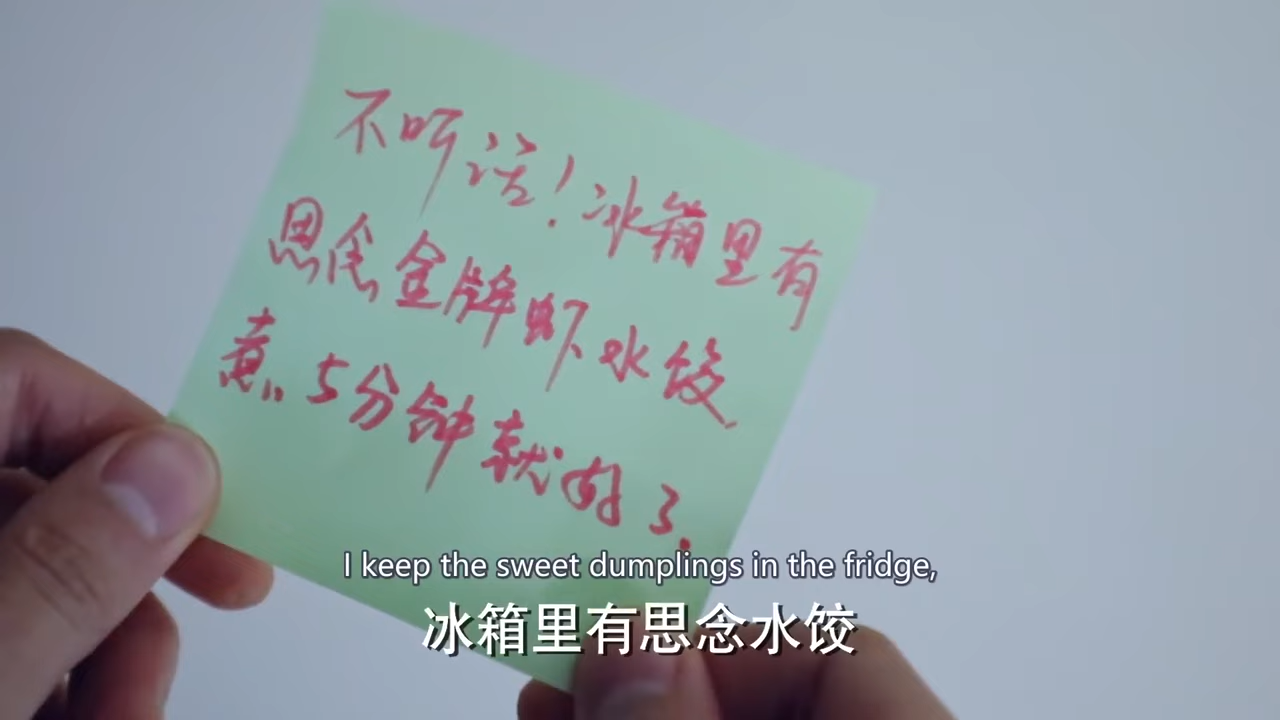 不听话！冰箱里有
思念金牌虾水饺
煮5分钟就好了.
I keep the sweet dumplings in the fridge,
冰箱里有思念水饺